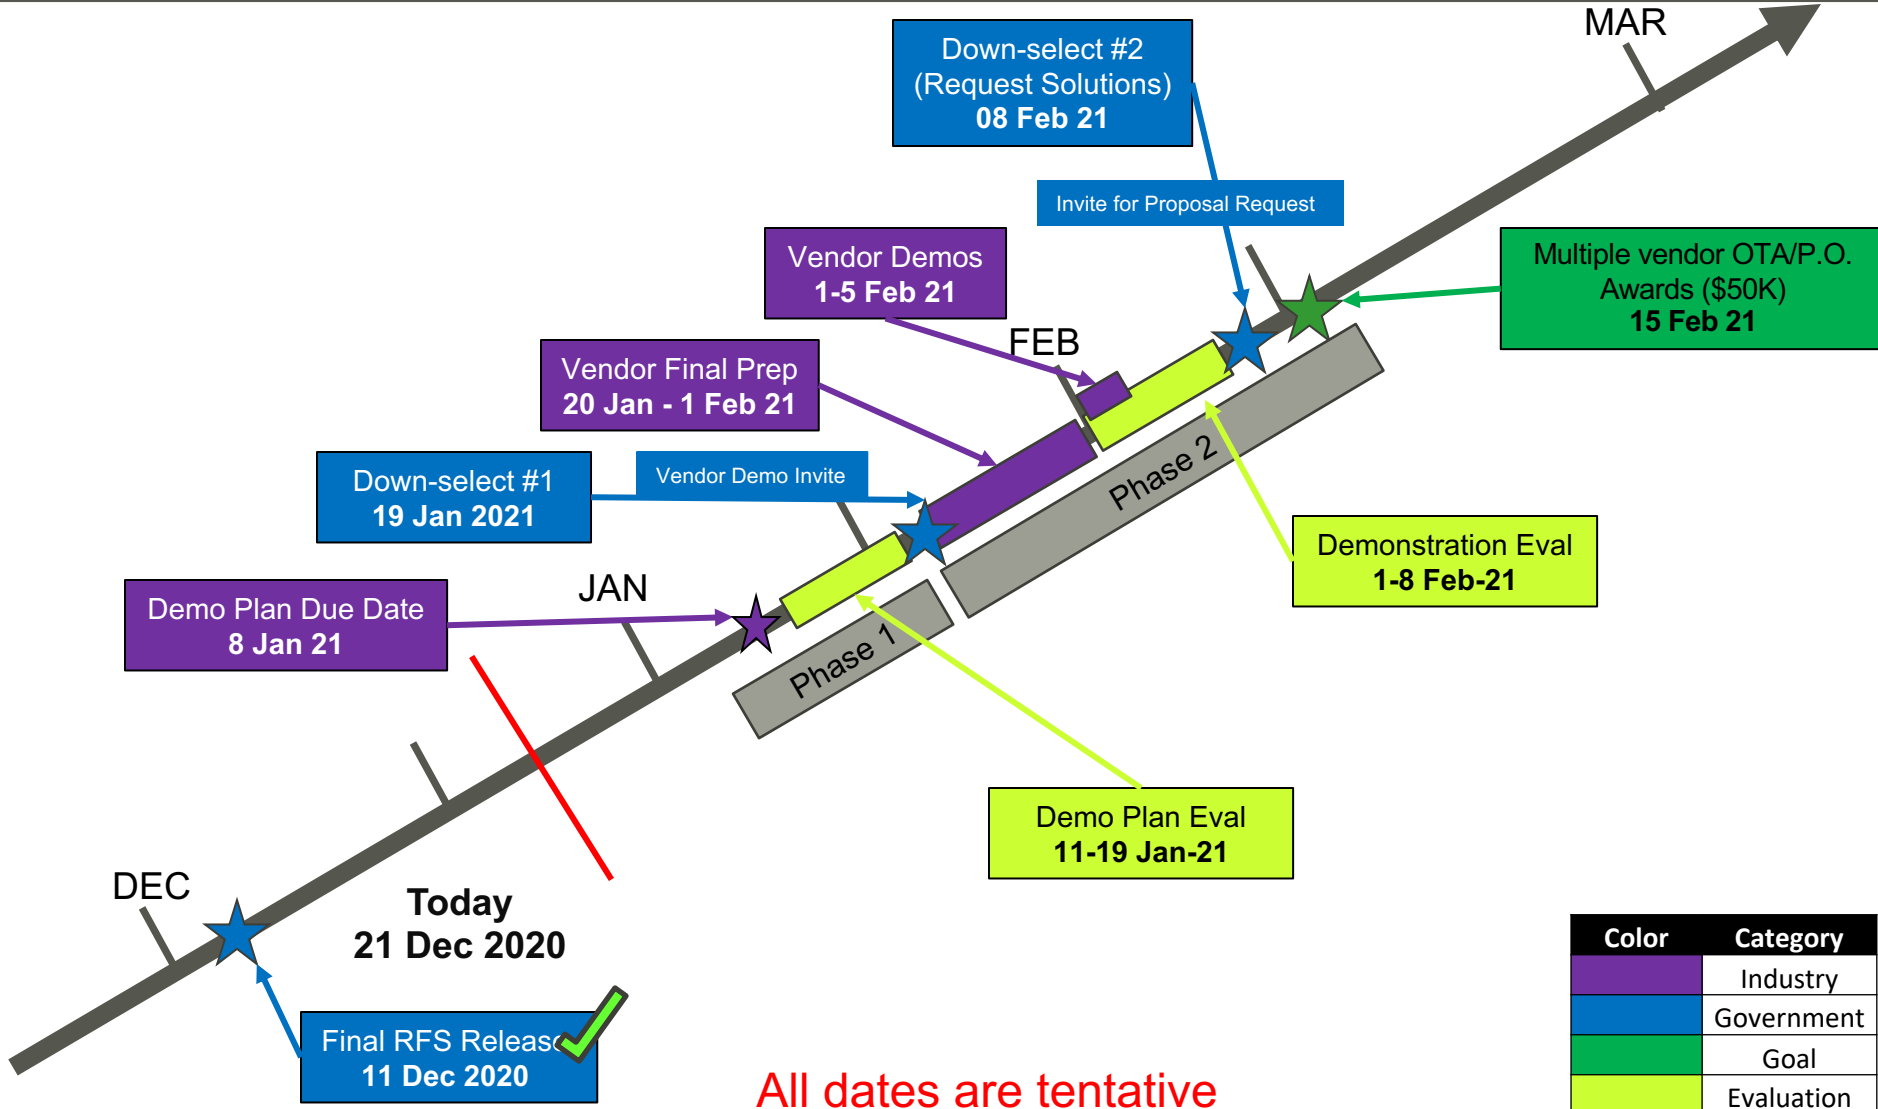 MAR
Down-select #2
(Request Solutions)
08 Feb 21
Invite for Proposal Request
Vendor Demos
1-5 Feb 21
Multiple vendor OTA/P.O.
Awards ($50K)
15 Feb 21
FEB
Vendor Final Prep
20 Jan - 1 Feb 21
Down-select #1
19 Jan 2021
Vendor Demo Invite
Phase 2
Demonstration Eval
1-8 Feb-21
JAN
Demo Plan Due Date
8 Jan 21
Phase 1
Demo Plan Eval
11-19 Jan-21
DEC
Today
21 Dec 2020
Final RFS Release
11 Dec 2020
All dates are tentative
Color Category
Industry
Government
Goal
Evaluation